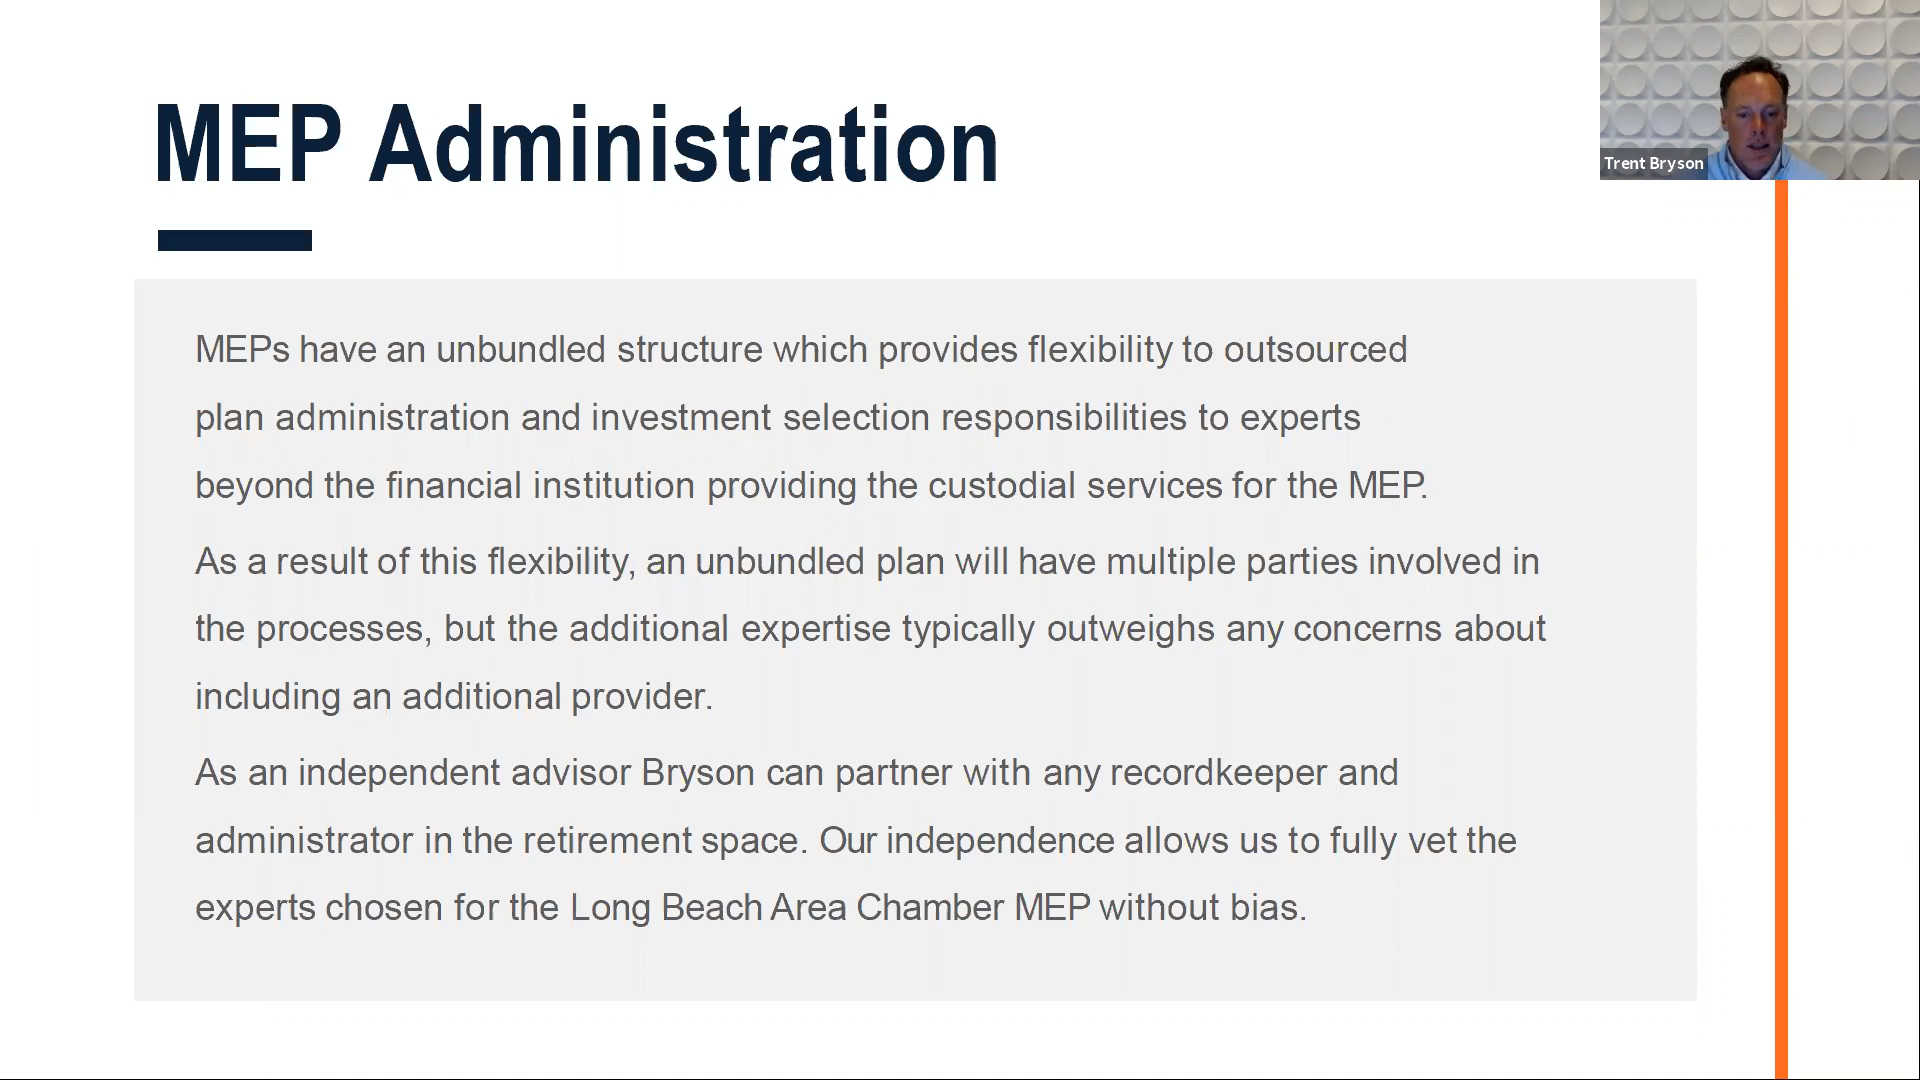 MEP Administration
Trent Bryson
MEPs have an unbundled structure which provides flexibility to outsourced
plan administration and investment selection responsibilities to experts
beyond the financial institution providing the custodial services for the MEP.
As a result of this flexibility, an unbundled plan will have multiple parties involved in
the processes, but the additional expertise typically outweighs any concerns about
including an additional provider.
As an independent advisor Bryson can partner with any recordkeeper and
administrator in the retirement space. Our independence allows us to fully vet the
experts chosen for the Long Beach Area Chamber MEP without bias.